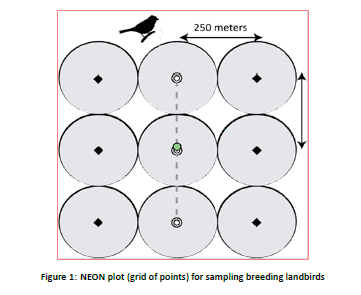 250 meters
Figure 1: NEON plot (grid of points) for sampling breeding landbirds